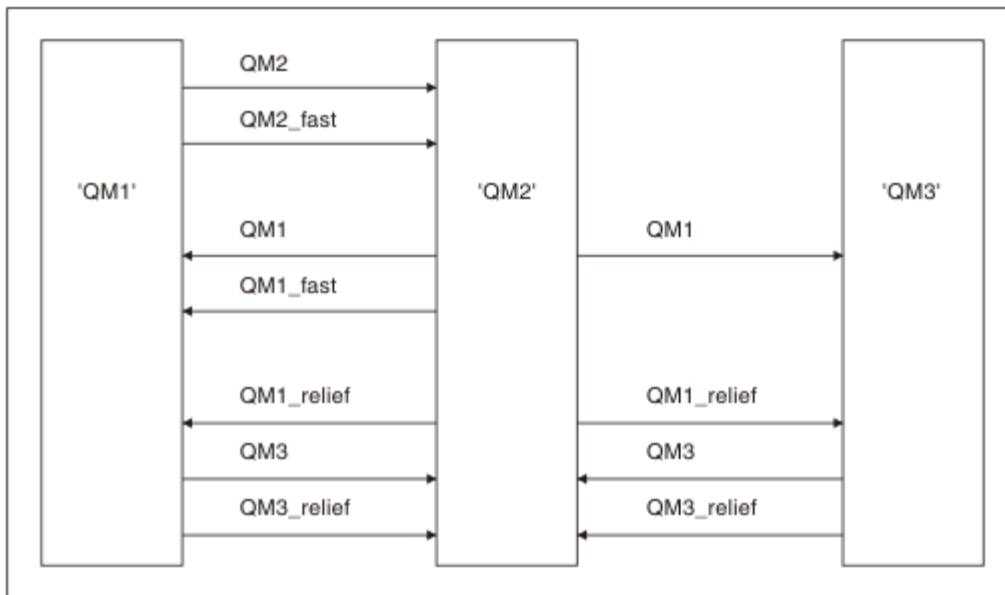 QM2
QM2_fast
'QM1' 'QM2' 'QM3'
QM1 QM1
QM1_fast
QM1_relief QM1_relief
QM3 QM3
QM3_relief QM3_relief